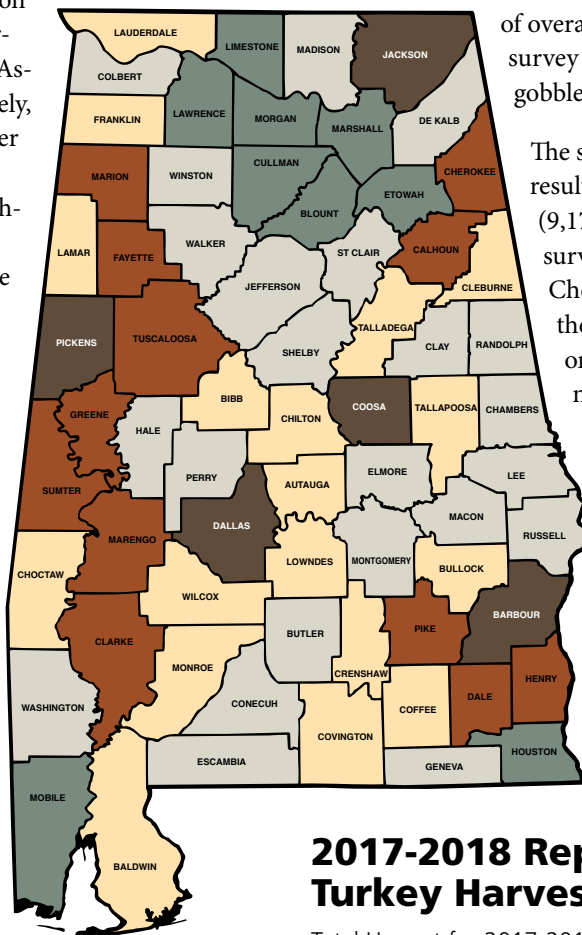 on
r-
As-
ely,
er
h-
e
LAUDERDALE
LIMESTONE
MADISON
JACKSON
COLBERT
FRANKLIN
LAWRENCE
MORGAN
MARSHALL
DE KALB
MARION
WINSTON
CULLMAN
BLOUNT
ETOWAH
CHEROKEE
LAMAR
FAYETTE
WALKER
JEFFERSON
ST CLAIR
CALHOUN
CLEBURNE
PICKENS
TUSCALOOSA
SHELBY
TALLADEGA
CLAY
RANDOLPH
GREENE
HALE
BIBB
CHILTON
COOSA
TALLAPOOSA
CHAMBERS
SUMTER
PERRY
AUTAUGA
ELMORE
LEE
MARENGO
DALLAS
LOWNDES
MONTGOMERY
MACON
RUSSELL
CHOCTAW
WILCOX
BULLOCK
CLARKE
MONROE
BUTLER
CRENSHAW
PIKE
BARBOUR
WASHINGTON
CONECUH
COVINGTON
COFFEE
DALE
HENRY
ESCAMBIA
GENEVA
HOUSTON
MOBILE
BALDWIN
of overa
survey
gobble
The s
result
(9,17
surv
Che
the
or
n
2017-2018 Rep
Turkey Harves